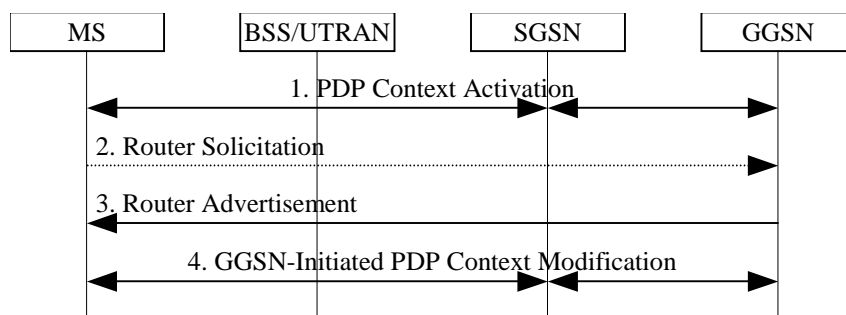 MS BSS/UTRAN SGSN GGSN
1. PDP Context Activation
2. Router Solicitation
3. Router Advertisement
4. GGSN-Initiated PDP Context Modification